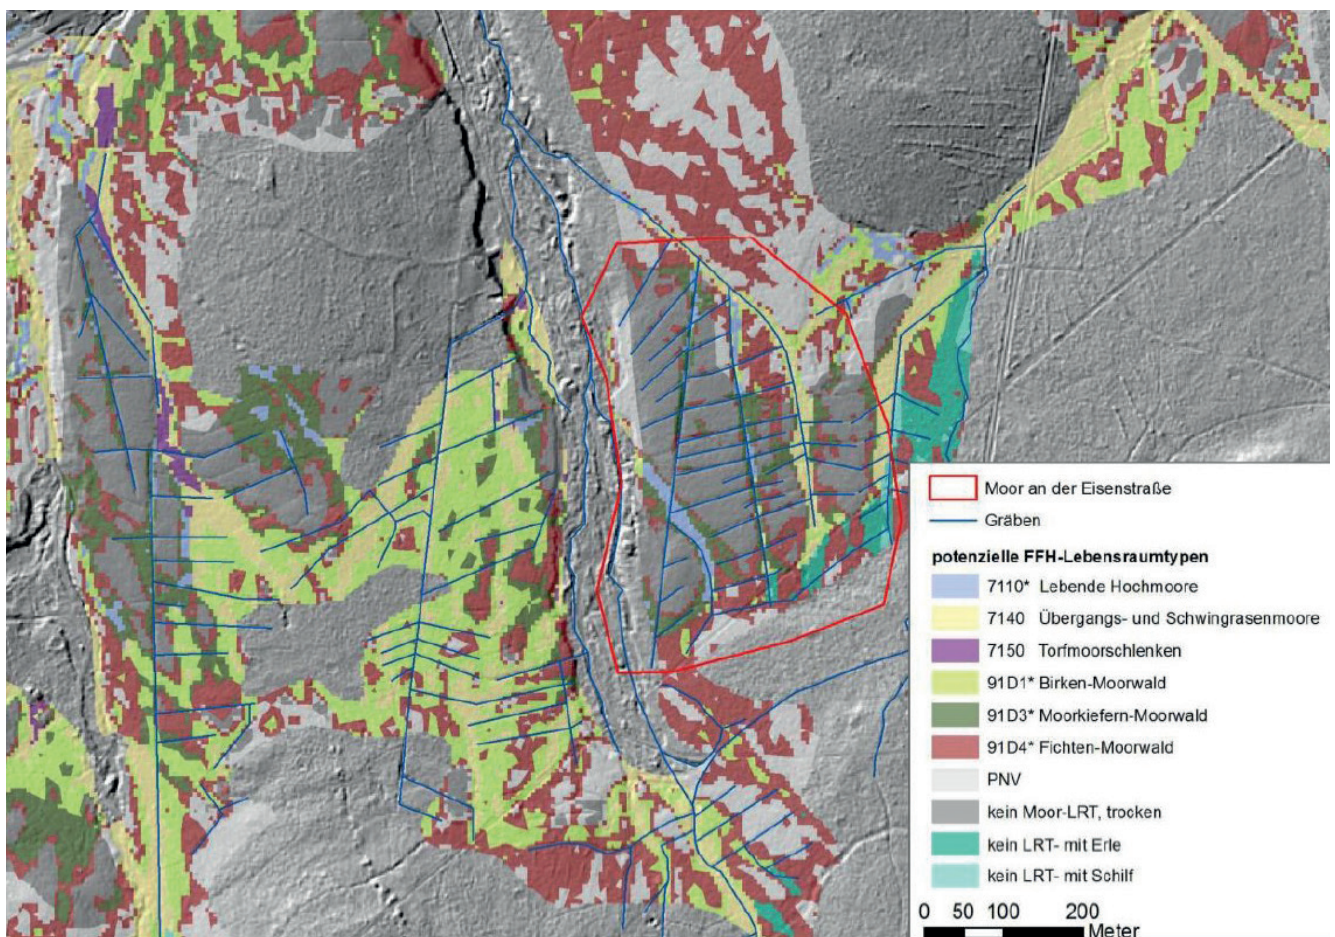 Moor an der Eisenstraße
Gräben
potenzielle FFH-Lebensraumtypen
7110* Lebende Hochmoore
7140 Übergangs- und Schwingrasenmoore
7150 Torfmoorschlenken
91D1* Birken-Moorwald
91D3* Moorkiefern-Moorwald
91D4* Fichten-Moorwald
PNV
kein Moor-LRT, trocken
kein LRT- mit Erle
kein LRT- mit Schilf
0 50 100 200
Meter